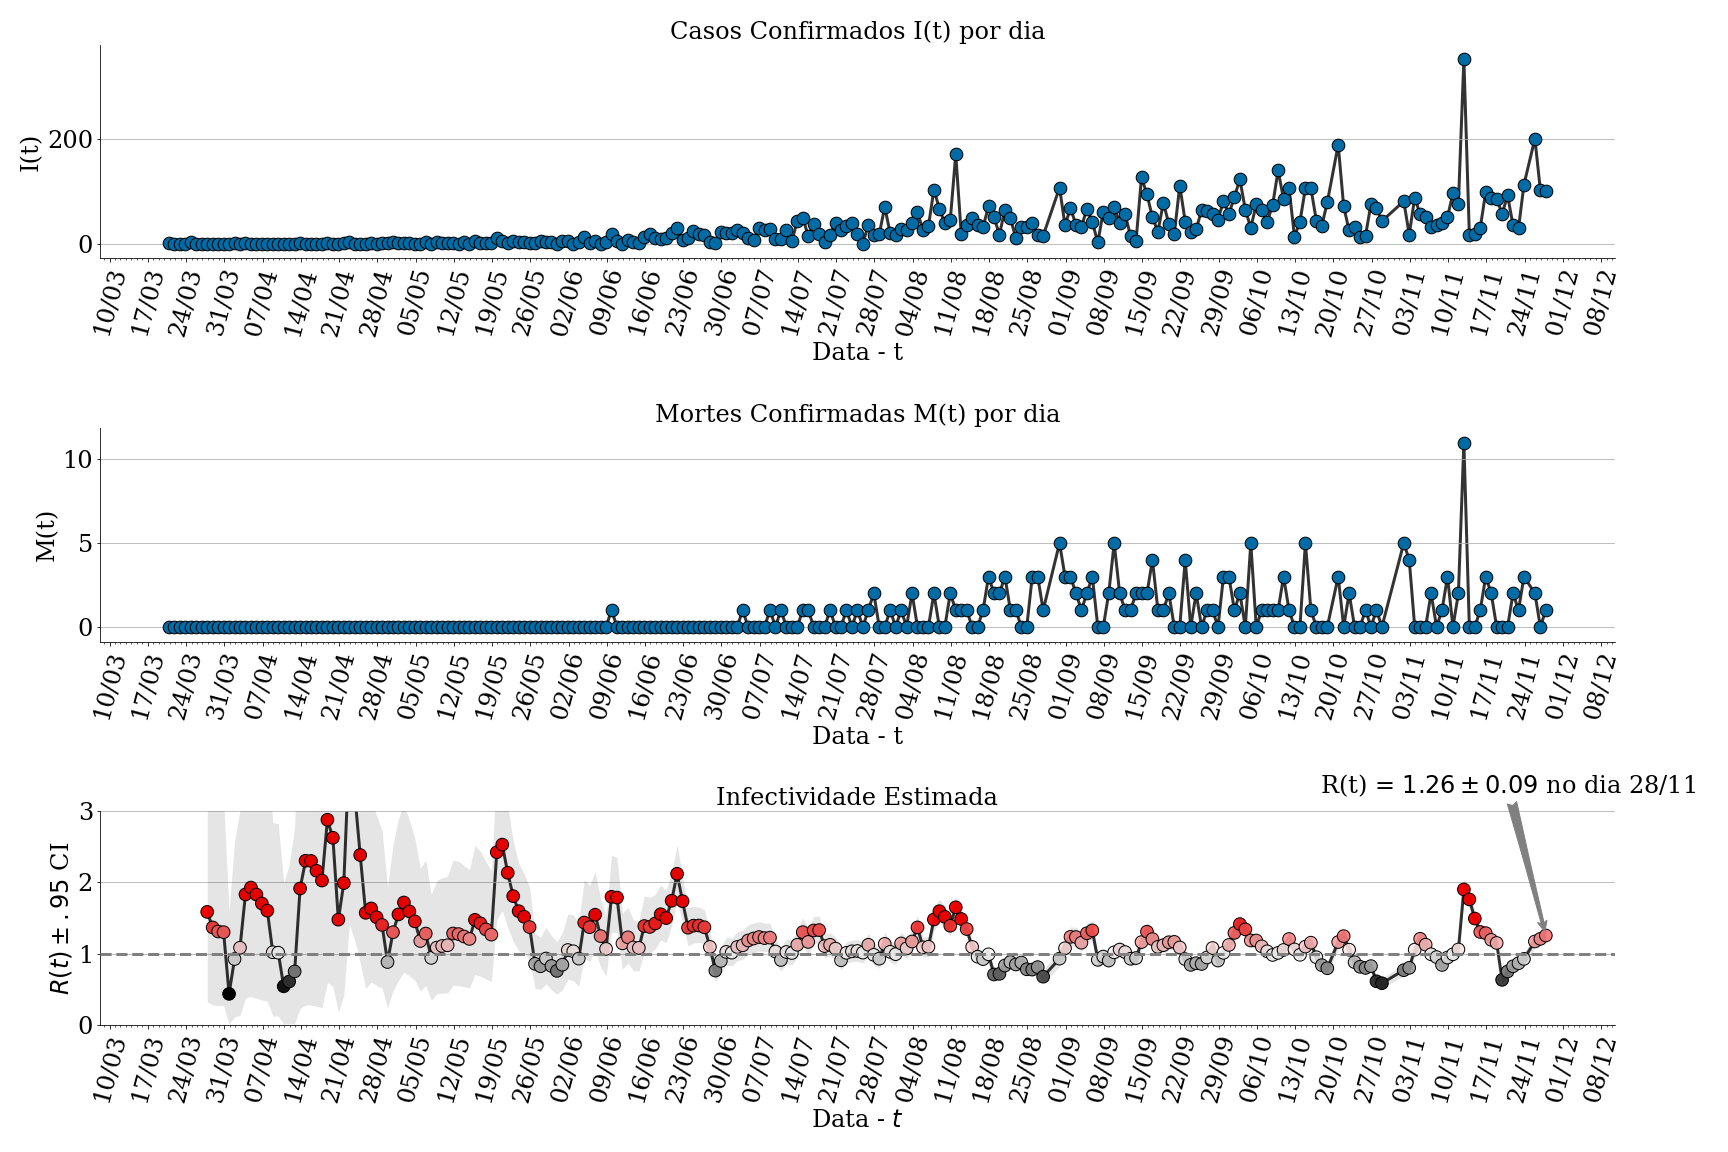 Casos Confirmados I(t) por dia
I(t)
200
0
10/03 17/03 24/03 31/03 07/04 14/04 21/04 28/04 05/05 12/05 19/05 26/05 02/06 09/06 16/06 23/06 30/06 07/07 14/07 21/07 28/07 04/08 11/08 18/08 25/08 01/09 08/09 15/09 22/09 29/09 06/10 13/10 20/10 27/10 03/11 10/11 17/11 24/11 01/12 08/12
Data - t
Mortes Confirmadas M(t) por dia
M(t)
10
5
0
10/03 17/03 24/03 31/03 07/04 14/04 21/04 28/04 05/05 12/05 19/05 26/05 02/06 09/06 16/06 23/06 30/06 07/07 14/07 21/07 28/07 04/08 11/08 18/08 25/08 01/09 08/09 15/09 22/09 29/09 06/10 13/10 20/10 27/10 03/11 10/11 17/11 24/11 01/12 08/12
Data - t
R(t) = 1.26 ± 0.09 no dia 28/11
Infectividade Estimada
R(t) ± .95 CI
3
2
1
0
10/03 17/03 24/03 31/03 07/04 14/04 21/04 28/04 05/05 12/05 19/05 26/05 02/06 09/06 16/06 23/06 30/06 07/07 14/07 21/07 28/07 04/08 11/08 18/08 25/08 01/09 08/09 15/09 22/09 29/09 06/10 13/10 20/10 27/10 03/11 10/11 17/11 24/11 01/12 08/12
Data - t